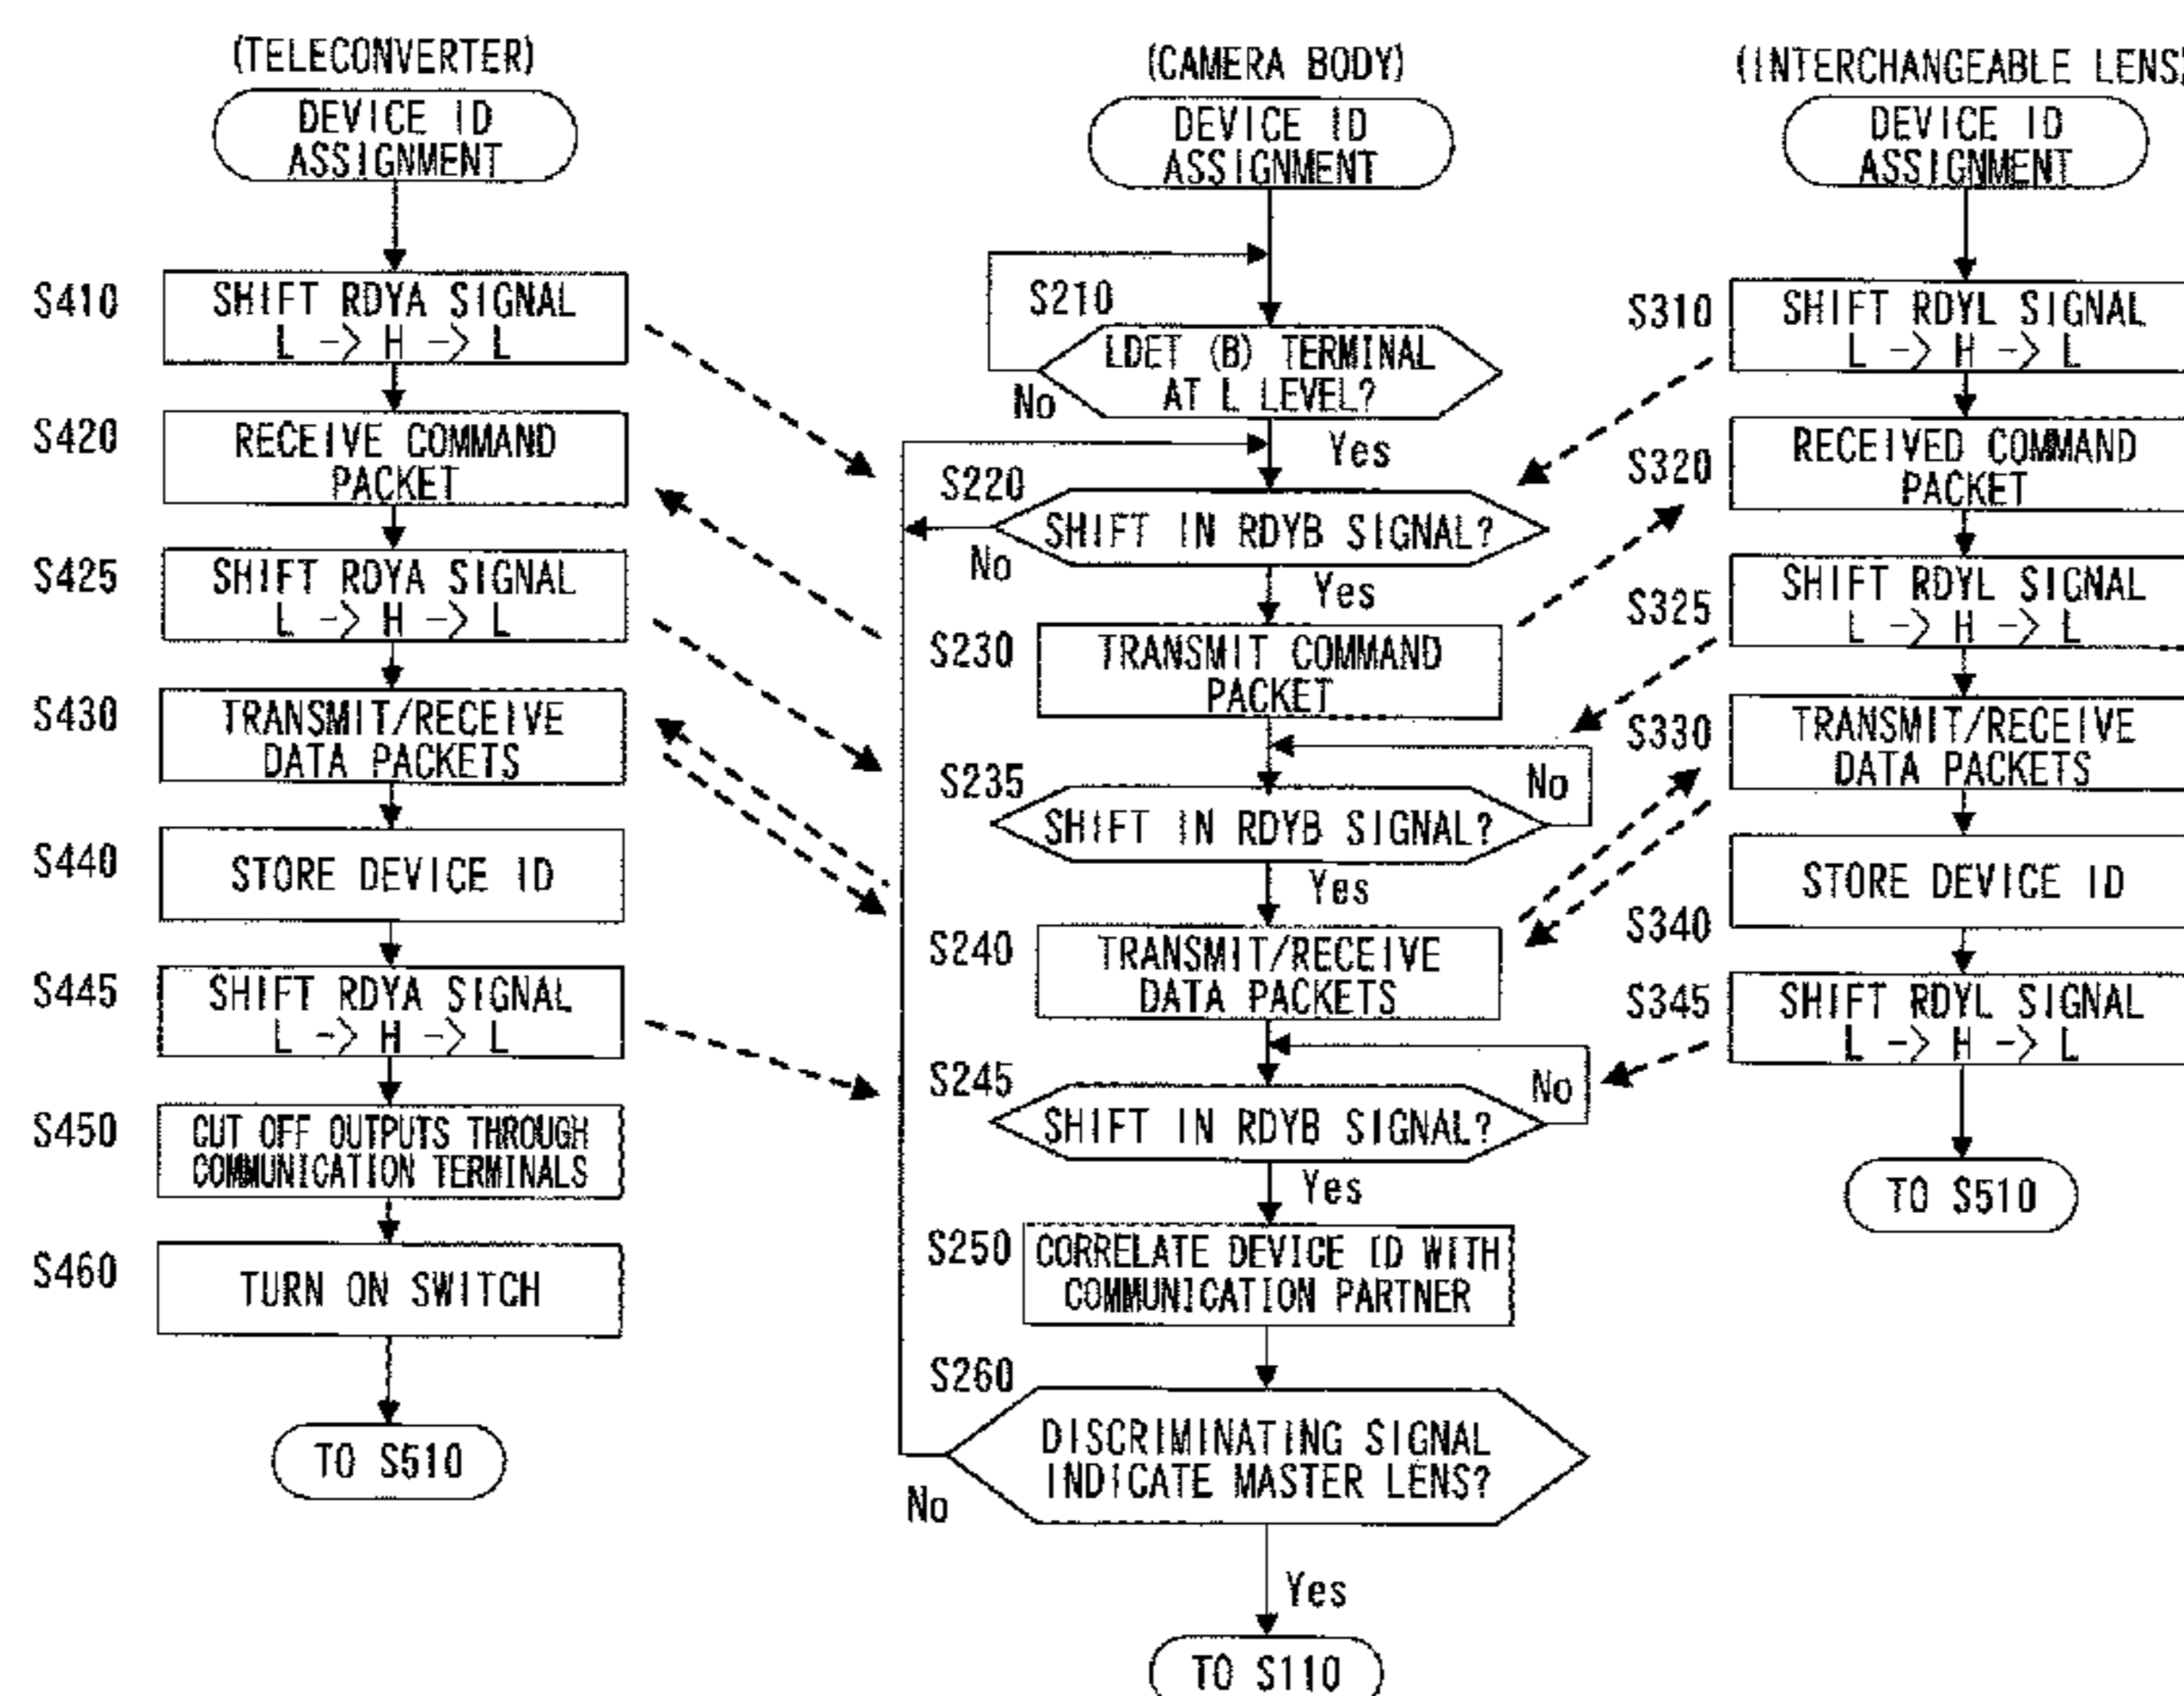 (TELECONVERTER)
DEVICE ID
ASSIGNMENT
S410
SHIFT RDYA SIGNAL
L -> H -> L
S420
RECEIVE COMMAND
PACKET
S425
SHIFT RDYA SIGNAL
L -> H -> L
S430
TRANSMIT/RECEIVE
DATA PACKETS
S440
STORE DEVICE ID
S445
SHIFT RDYA SIGNAL
L -> H -> L
S450
CUT OFF OUTPUTS THROUGH
COMMUNICATION TERMINALS
S460
TURN ON SWITCH
TO S510
(CAMERA BODY)
DEVICE ID
ASSIGNMENT
S210
LDET (B) TERMINAL
AT L LEVEL?
No
Yes
S220
SHIFT IN RDYB SIGNAL?
No
Yes
S230
TRANSMIT COMMAND
PACKET
S235
No
SHIFT IN RDYB SIGNAL?
Yes
S240
TRANSMIT/RECEIVE
DATA PACKETS
S245
No
SHIFT IN RDYB SIGNAL?
Yes
S250
CORRELATE DEVICE ID WITH
COMMUNICATION PARTNER
S260
DISCRIMINATING SIGNAL
INDICATE MASTER LENS?
No
Yes
TO S110
(INTERCHANGEABLE LENS)
DEVICE ID
ASSIGNMENT
S310
SHIFT RDYL SIGNAL
L -> H -> L
S320
RECEIVED COMMAND
PACKET
S325
SHIFT RDYL SIGNAL
L -> H -> L
S330
TRANSMIT/RECEIVE
DATA PACKETS
STORE DEVICE ID
S340
S345
SHIFT RDYL SIGNAL
L -> H -> L
TO S510